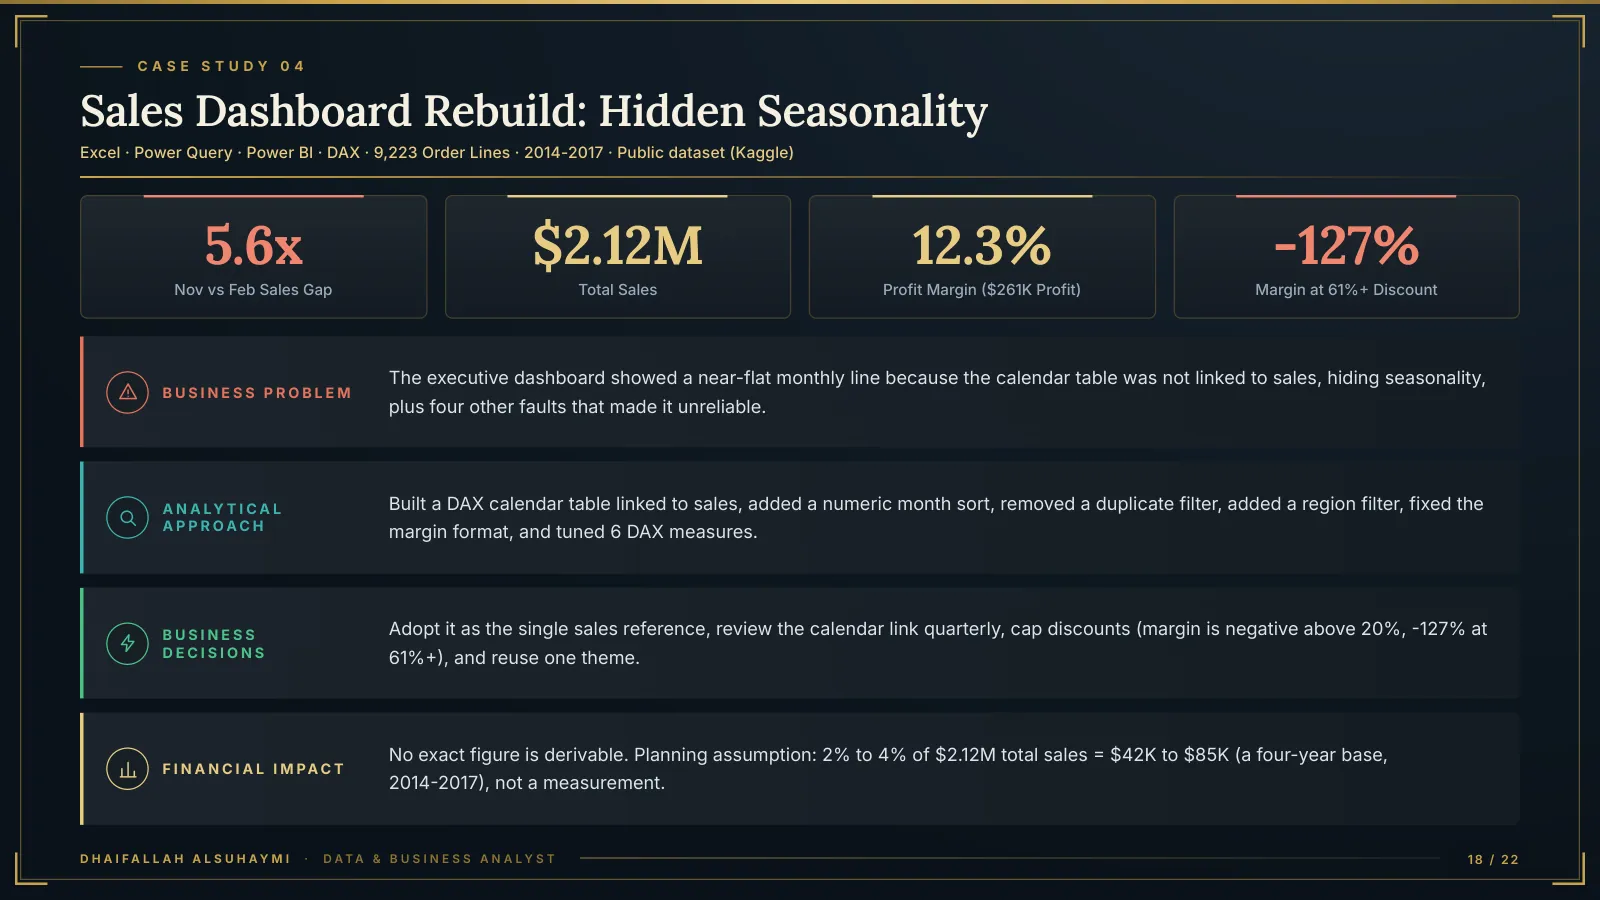 CASE STUDY 04
Sales Dashboard Rebuild: Hidden Seasonality
Excel · Power Query · Power BI · DAX · 9,223 Order Lines · 2014-2017 · Public dataset (Kaggle)
5.6x
Nov vs Feb Sales Gap
$2.12M
Total Sales
12.3%
Profit Margin ($261K Profit)
-127%
Margin at 61%+ Discount
BUSINESS PROBLEM
The executive dashboard showed a near-flat monthly line because the calendar table was not linked to sales, hiding seasonality,
plus four other faults that made it unreliable.
ANALYTICAL
APPROACH
Built a DAX calendar table linked to sales, added a numeric month sort, removed a duplicate filter, added a region filter, fixed the
margin format, and tuned 6 DAX measures.
BUSINESS
DECISIONS
Adopt it as the single sales reference, review the calendar link quarterly, cap discounts (margin is negative above 20%, -127% at
61%+), and reuse one theme.
FINANCIAL IMPACT
No exact figure is derivable. Planning assumption: 2% to 4% of $2.12M total sales = $42K to $85K (a four-year base,
2014-2017), not a measurement.
DHAIFALLAH ALSUHAYMI · DATA & BUSINESS ANALYST
18 / 22